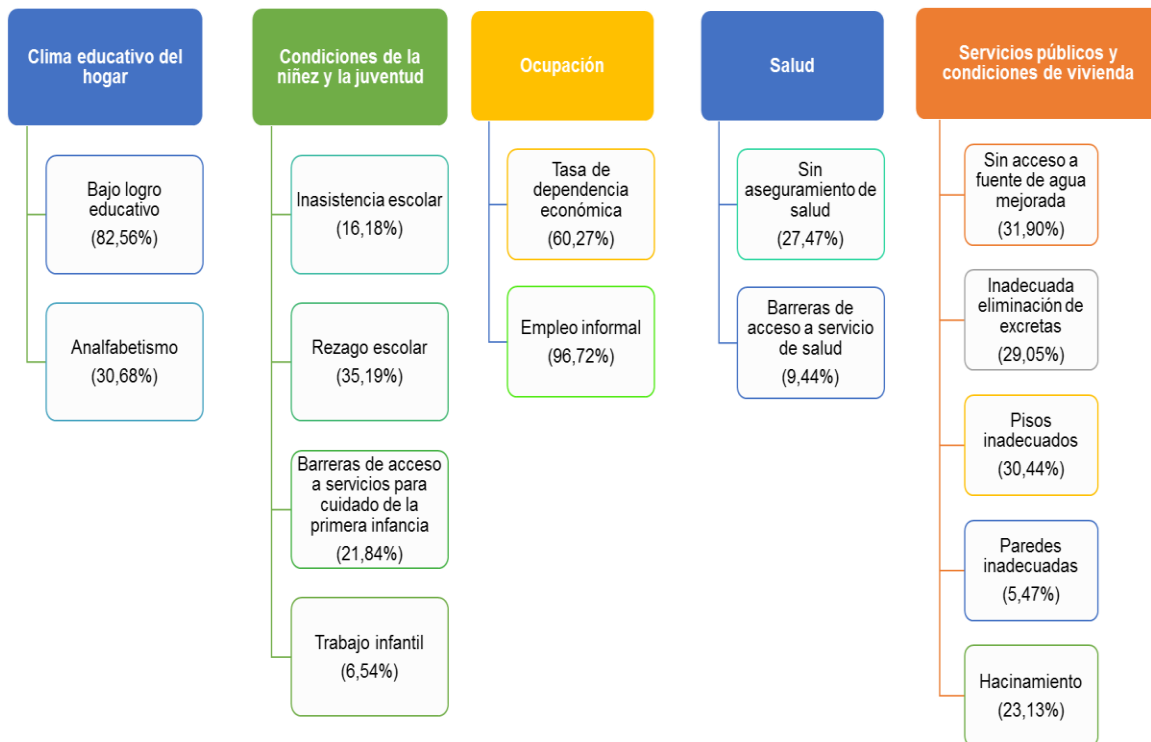 Clima educativo del
hogar
Bajo logro
educativo
(82,56%)
Analfabetismo
(30,68%)
Condiciones de la
niñez y la juventud
Inasistencia escolar
(16,18%)
Rezago escolar
(35,19%)
Barreras de acceso
a servicios para
cuidado de la
primera infancia
(21,84%)
Trabajo infantil
(6,54%)
Ocupación
Tasa de
dependencia
económica
(60,27%)
Empleo informal
(96,72%)
Salud
Sin
aseguramiento de
salud
(27,47%)
Barreras de
acceso a servicio
de salud
(9,44%)
Servicios públicos y
condiciones de vivienda
Sin acceso a
fuente de agua
mejorada
(31,90%)
Inadecuada
eliminación de
excretas
(29,05%)
Pisos
inadecuados
(30,44%)
Paredes
inadecuadas
(5,47%)
Hacinamiento
(23,13%)